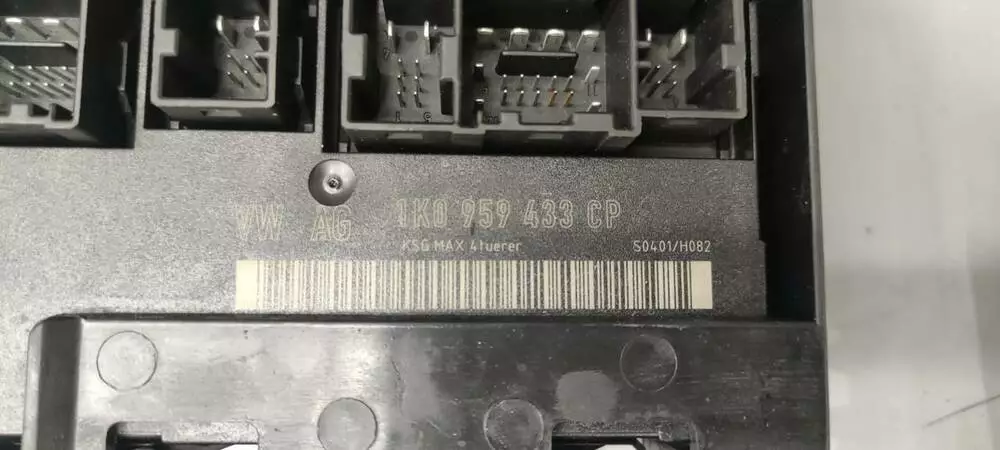 VW AG 1K0 959 433 CP
KSG MAX 4tuerer S0401/H082